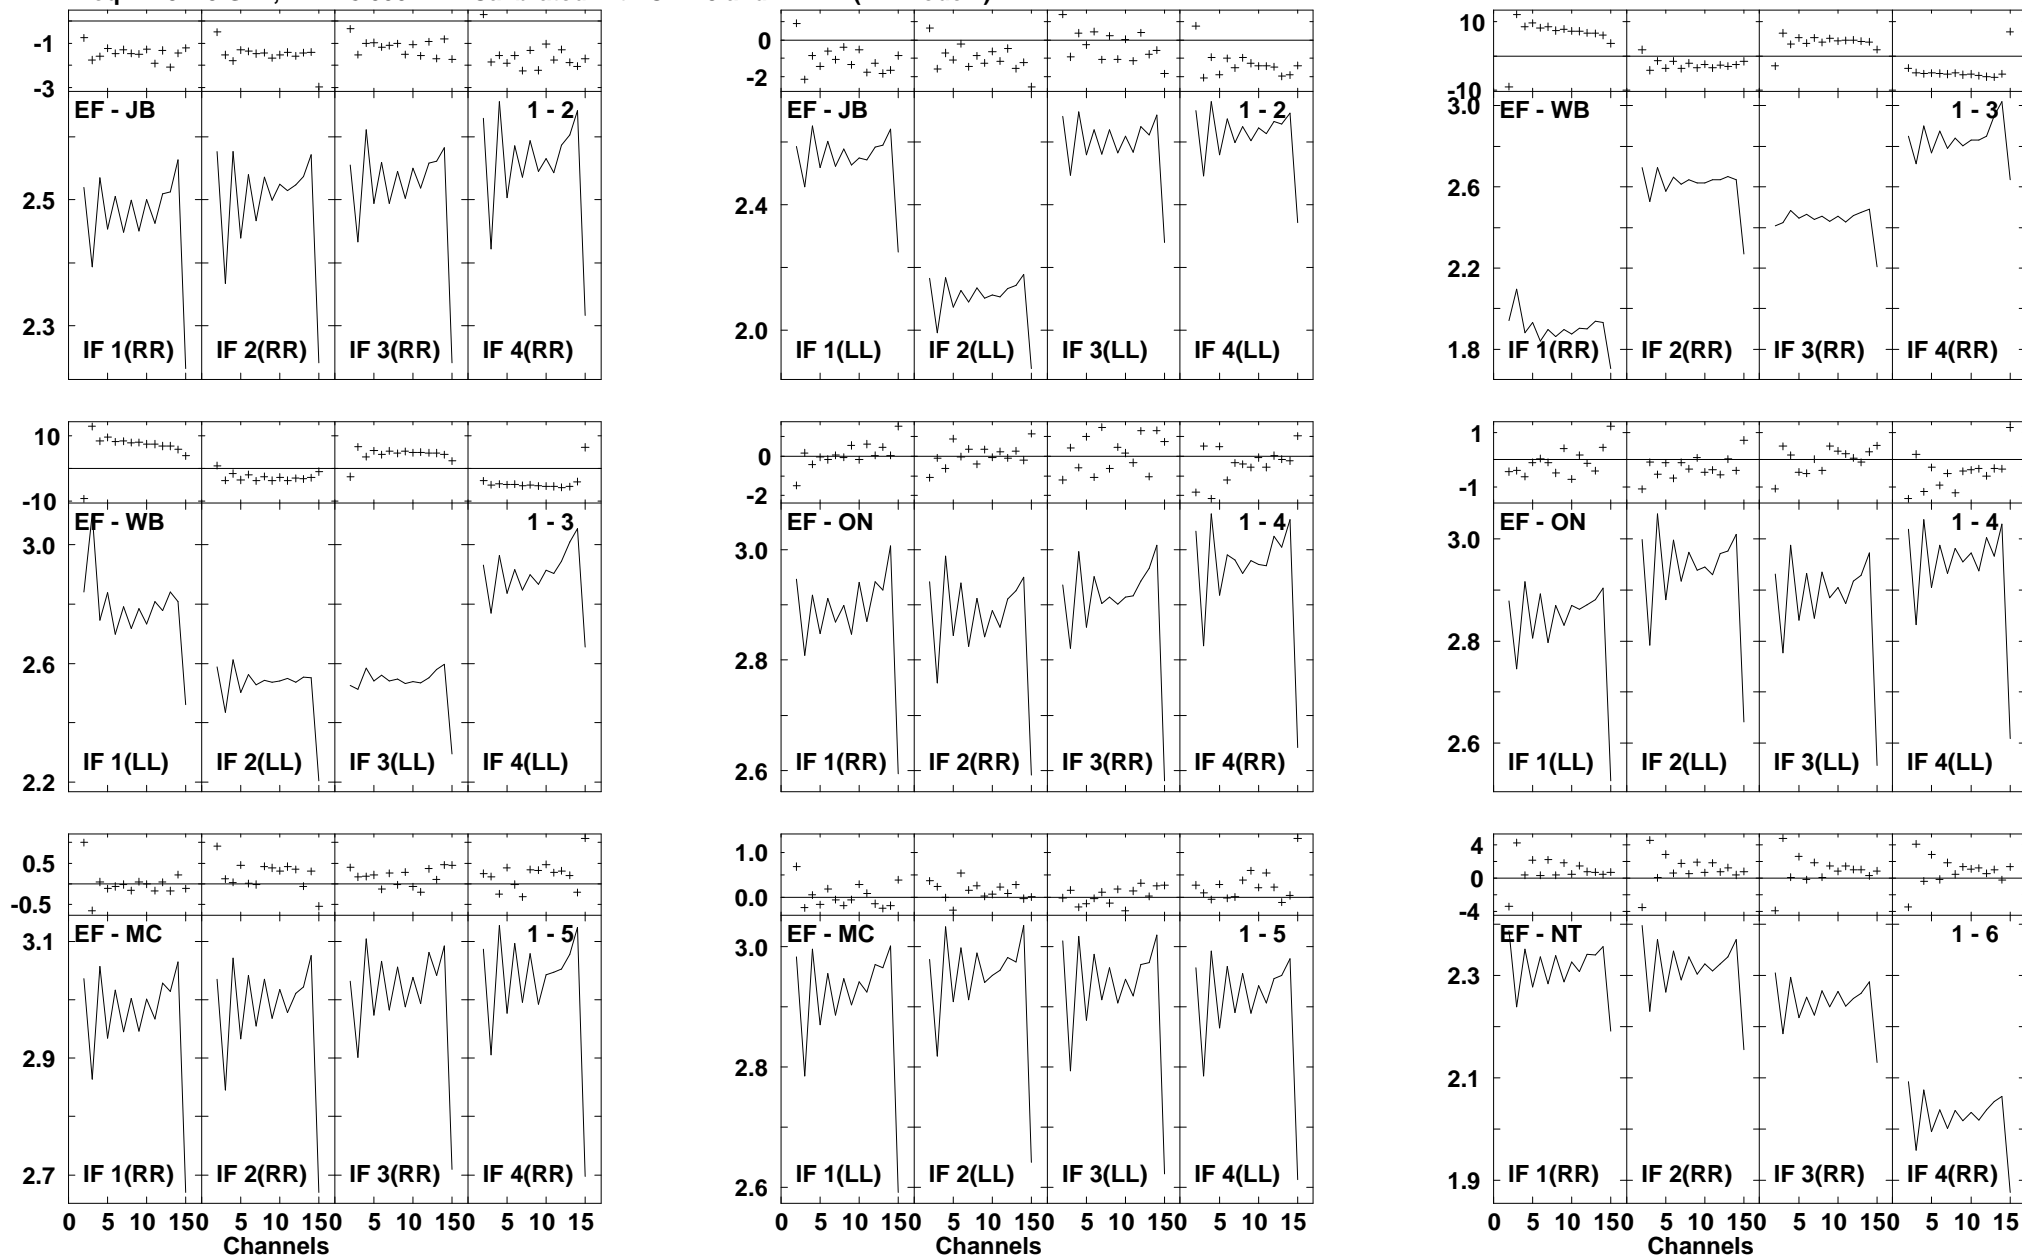 -1
-3
EF - JB
1 - 2
2.5
2.3
IF 1(RR) IF 2(RR) IF 3(RR) IF 4(RR)
0
-2
EF - JB
1 - 2
2.4
2.0
IF 1(LL) IF 2(LL) IF 3(LL) IF 4(LL)
10
-10
EF - WB
1 - 3
3.0
2.6
2.2
1.8
IF 1(RR) IF 2(RR) IF 3(RR) IF 4(RR)
10
-10
EF - WB
1 - 3
3.0
2.6
2.2
IF 1(LL) IF 2(LL) IF 3(LL) IF 4(LL)
0
-2
EF - ON
1 - 4
3.0
2.8
2.6
IF 1(RR) IF 2(RR) IF 3(RR) IF 4(RR)
1
-1
EF - ON
1 - 4
3.0
2.8
2.6
IF 1(LL) IF 2(LL) IF 3(LL) IF 4(LL)
0.5
-0.5
EF - MC
1 - 5
3.1
2.9
2.7
IF 1(RR) IF 2(RR) IF 3(RR) IF 4(RR)
0 5 10 150 5 10 150 5 10 150 5 10 15
Channels
1.0
0.0
EF - MC
1 - 5
3.0
2.8
2.6
IF 1(LL) IF 2(LL) IF 3(LL) IF 4(LL)
0 5 10 150 5 10 150 5 10 150 5 10 15
Channels
4
0
-4
EF - NT
1 - 6
2.3
2.1
1.9
IF 1(RR) IF 2(RR) IF 3(RR) IF 4(RR)
0 5 10 150 5 10 150 5 10 150 5 10 15
Channels